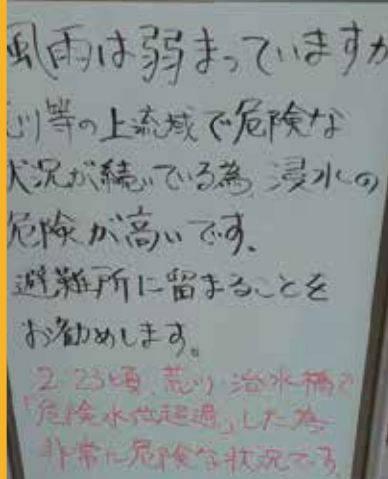 風雨は弱まっていますが
川等の上流域で危険な
状況が続いている為、浸水の
危険が高いです。
避難所に留まることを
お勧めします。
2:23頃、荒川 治水橋で
「危険水位超過」した為
非常に危険な状況です